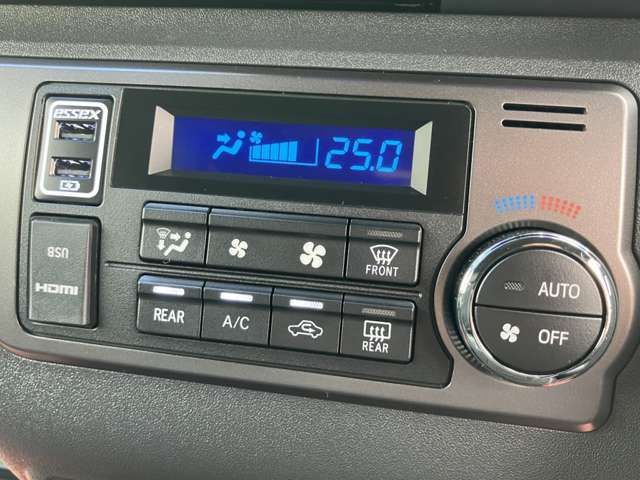 essex
25.0
USB
HDMI
FRONT
REAR
A/C
REAR
AUTO
OFF